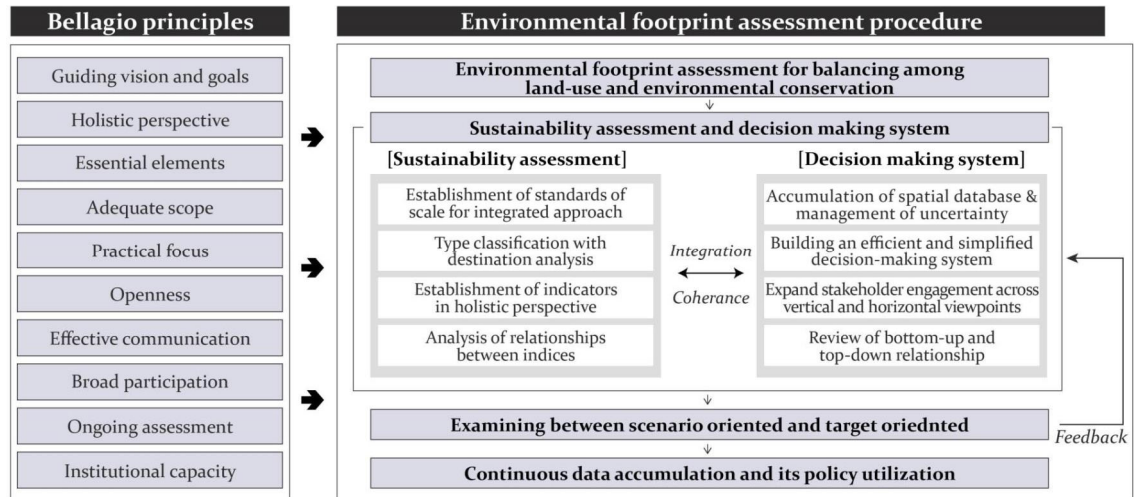 Bellagio principles
Guiding vision and goals
Holistic perspective
Essential elements
Adequate scope
Practical focus
Openness
Effective communication
Broad participation
Ongoing assessment
Institutional capacity
Environmental footprint assessment procedure
Environmental footprint assessment for balancing among
land-use and environmental conservation
Sustainability assessment and decision making system
[Sustainability assessment]
Establishment of standards of
scale for integrated approach
Type classification with
destination analysis
Establishment of indicators
in holistic perspective
Analysis of relationships
between indices
Integration
Coherance
[Decision making system]
Accumulation of spatial database &
management of uncertainty
Building an efficient and simplified
decision-making system
Expand stakeholder engagement across
vertical and horizontal viewpoints
Review of bottom-up and
top-down relationship
Examining between scenario oriented and target oriednted
Feedback
Continuous data accumulation and its policy utilization